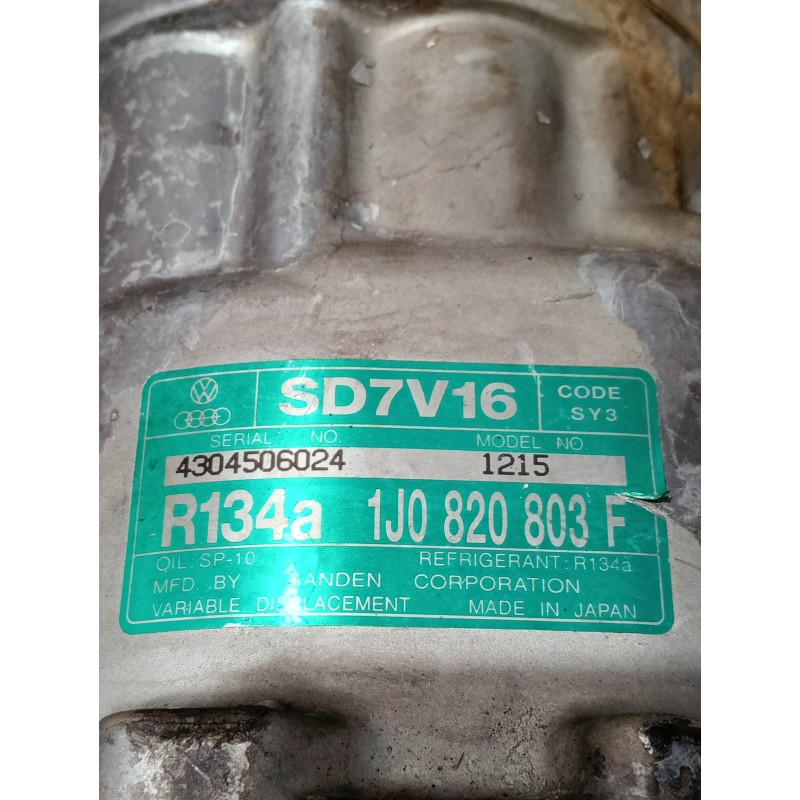 SD7V16
CODE
SY3
SERIAL NO. MODEL NO.
4304506024 1215
R134a 1J0 820 803 F
OIL: SP-10 REFRIGERANT: R134a
MFD. BY SANDEN CORPORATION
VARIABLE DISPLACEMENT MADE IN JAPAN